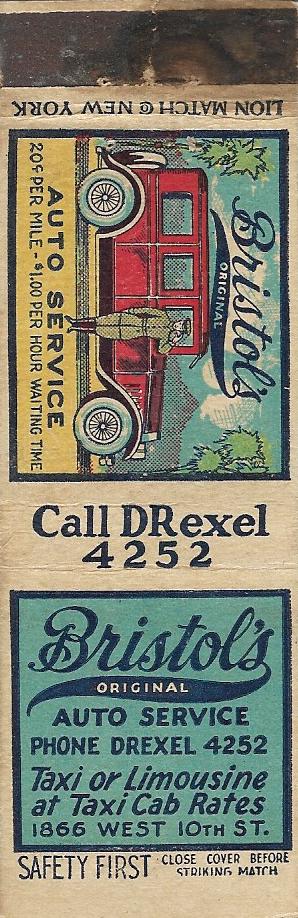 LION MATCH © NEW YORK
Bristol's
ORIGINAL
AUTO SERVICE
20¢ PER MILE - $1.00 PER HOUR WAITING TIME
Call DRexel
4252
Bristol's
ORIGINAL
AUTO SERVICE
PHONE DREXEL 4252
Taxi or Limousine
at Taxi Cab Rates
1866 WEST 10TH ST.
SAFETY FIRST CLOSE COVER BEFORE
STRIKING MATCH